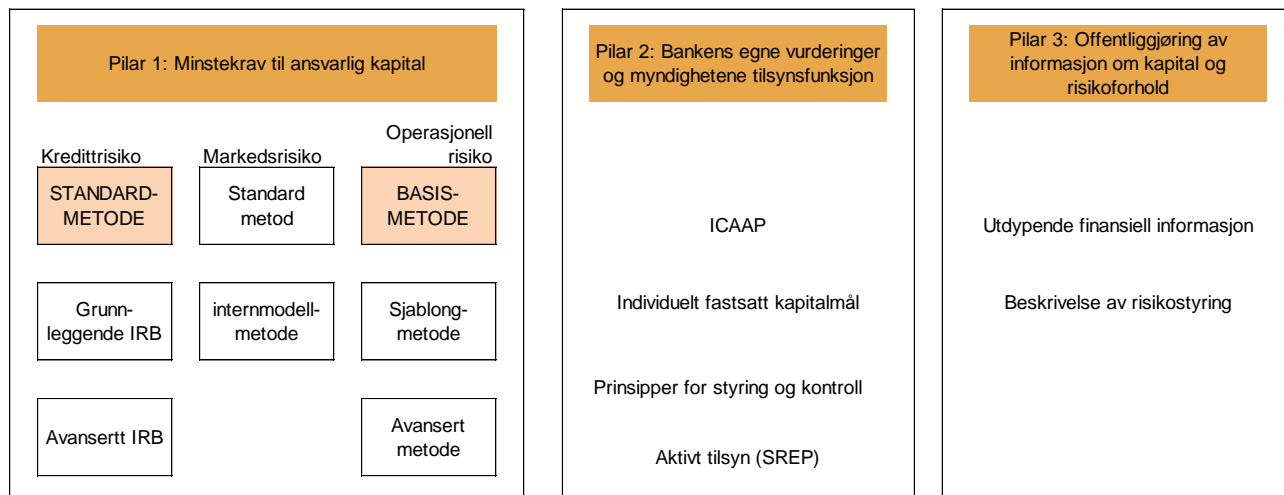 Pilar 1: Minstekrav til ansvarlig kapital
Kredittrisiko
Markedsrisiko
Operasjonell
risiko
STANDARD-
METODE
Standard
metod
BASIS-
METODE
Grunn-
leggende IRB
internmodell-
metode
Sjablong-
metode
Avansertt IRB
Avansert
metode
Pilar 2: Bankens egne vurderinger
og myndighetene tilsynsfunksjon
ICAAP
Individuelt fastsatt kapitalmål
Prinsipper for styring og kontroll
Aktivt tilsyn (SREP)
Pilar 3: Offentliggjøring av
informasjon om kapital og
risikoforhold
Utdypende finansiell informasjon
Beskrivelse av risikostyring